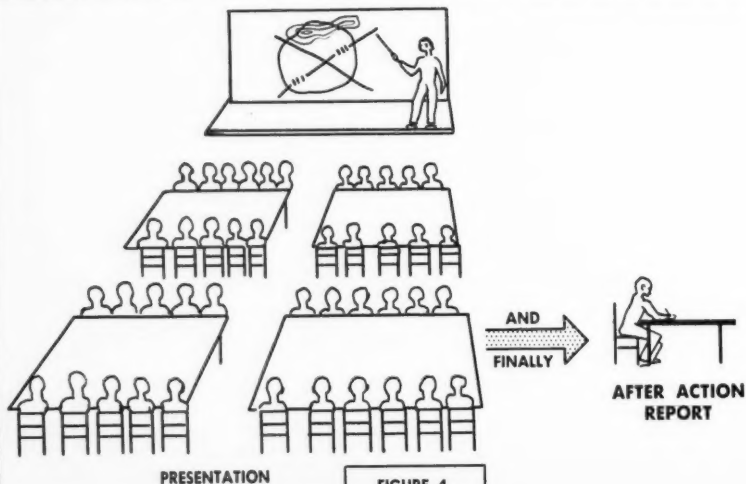 AND
FINALLY
AFTER ACTION
REPORT
PRESENTATION
FIGURE 4